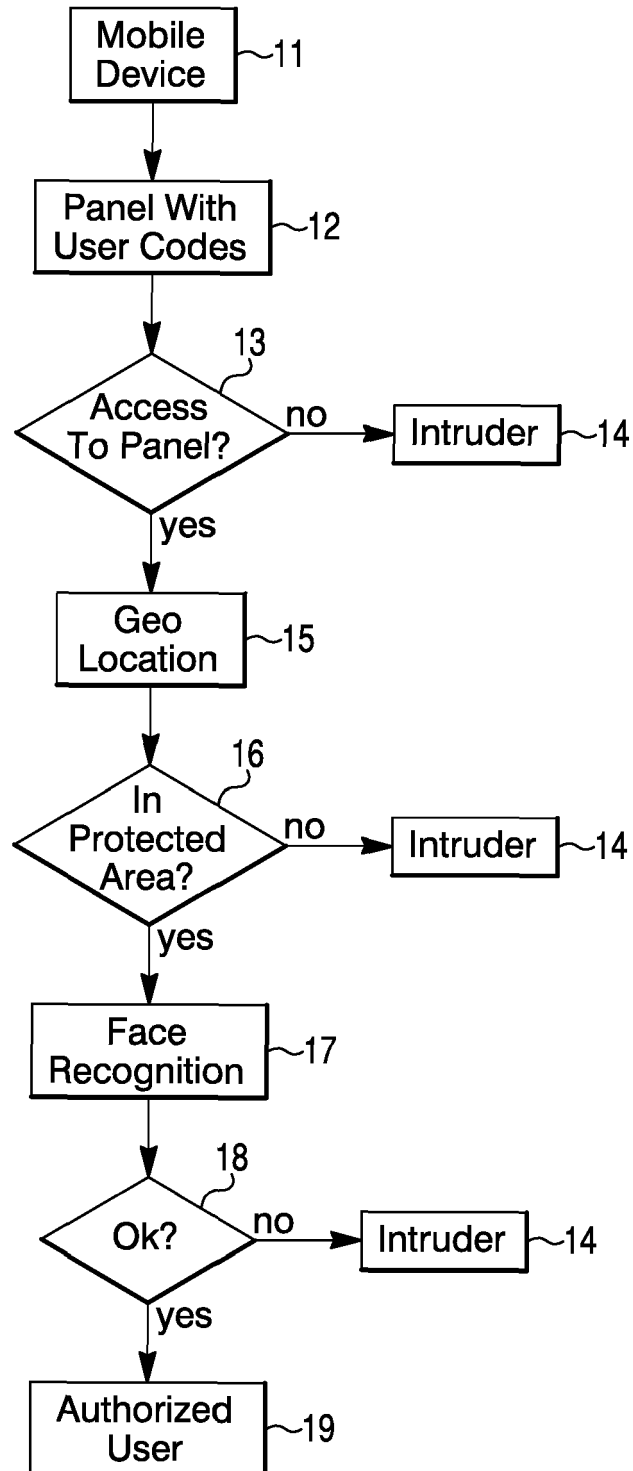 Mobile
Device
11
Panel With
User Codes
12
13
Access
To Panel?
no
Intruder
14
yes
Geo
Location
15
16
In
Protected
Area?
no
Intruder
14
yes
Face
Recognition
17
18
Ok?
no
Intruder
14
yes
Authorized
User
19